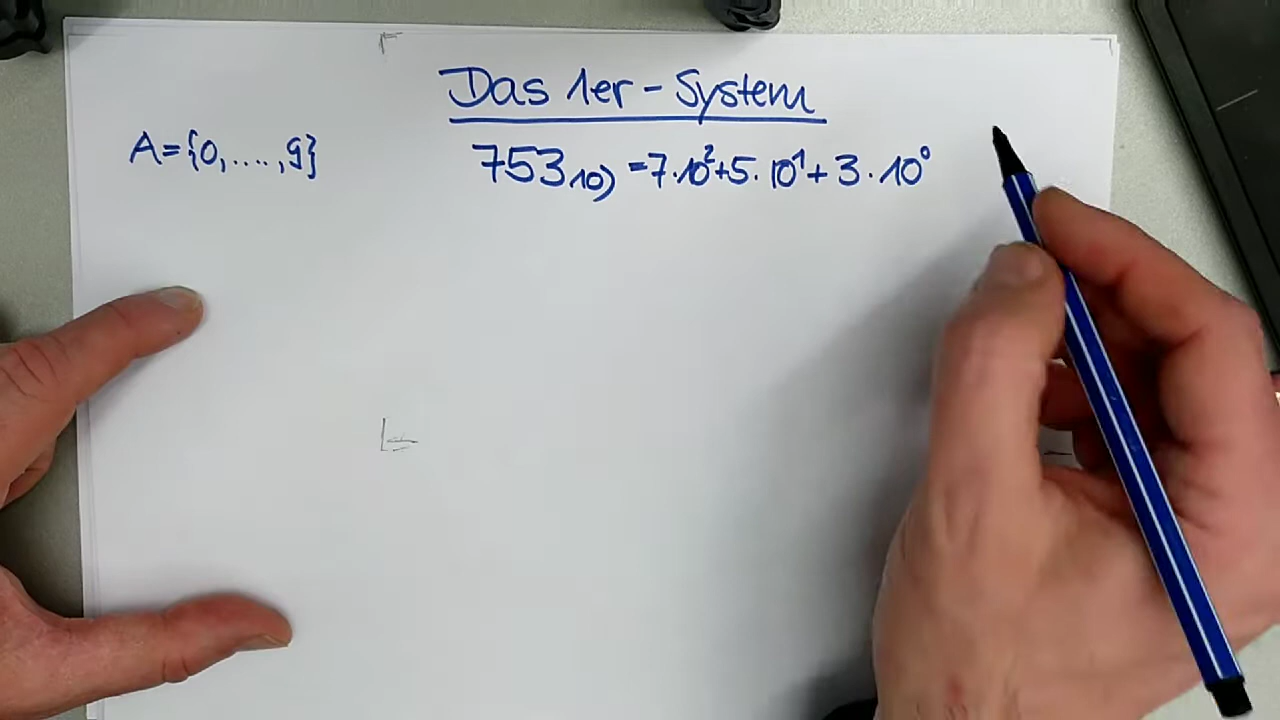 Das 1er-System
A={0,....,9}
753₁₀₎ =7·10²+5·10¹+3·10⁰